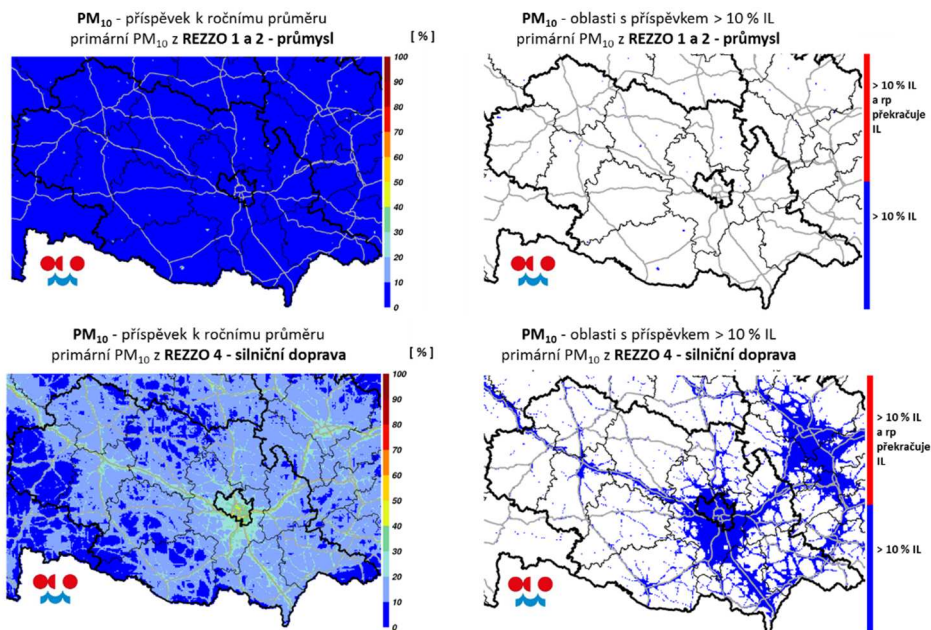 PM₁₀ - příspěvek k ročnímu průměru
primární PM₁₀ z REZZO 1 a 2 - průmysl
[ % ]
100
90
80
70
60
50
40
30
20
10
0
PM₁₀ - oblasti s příspěvkem > 10 % IL
primární PM₁₀ z REZZO 1 a 2 - průmysl
> 10 % IL
a rp
překračuje
IL
> 10 % IL
PM₁₀ - příspěvek k ročnímu průměru
primární PM₁₀ z REZZO 4 - silniční doprava
[ % ]
100
90
80
70
60
50
40
30
20
10
0
PM₁₀ - oblasti s příspěvkem > 10 % IL
primární PM₁₀ z REZZO 4 - silniční doprava
> 10 % IL
a rp
překračuje
IL
> 10 % IL